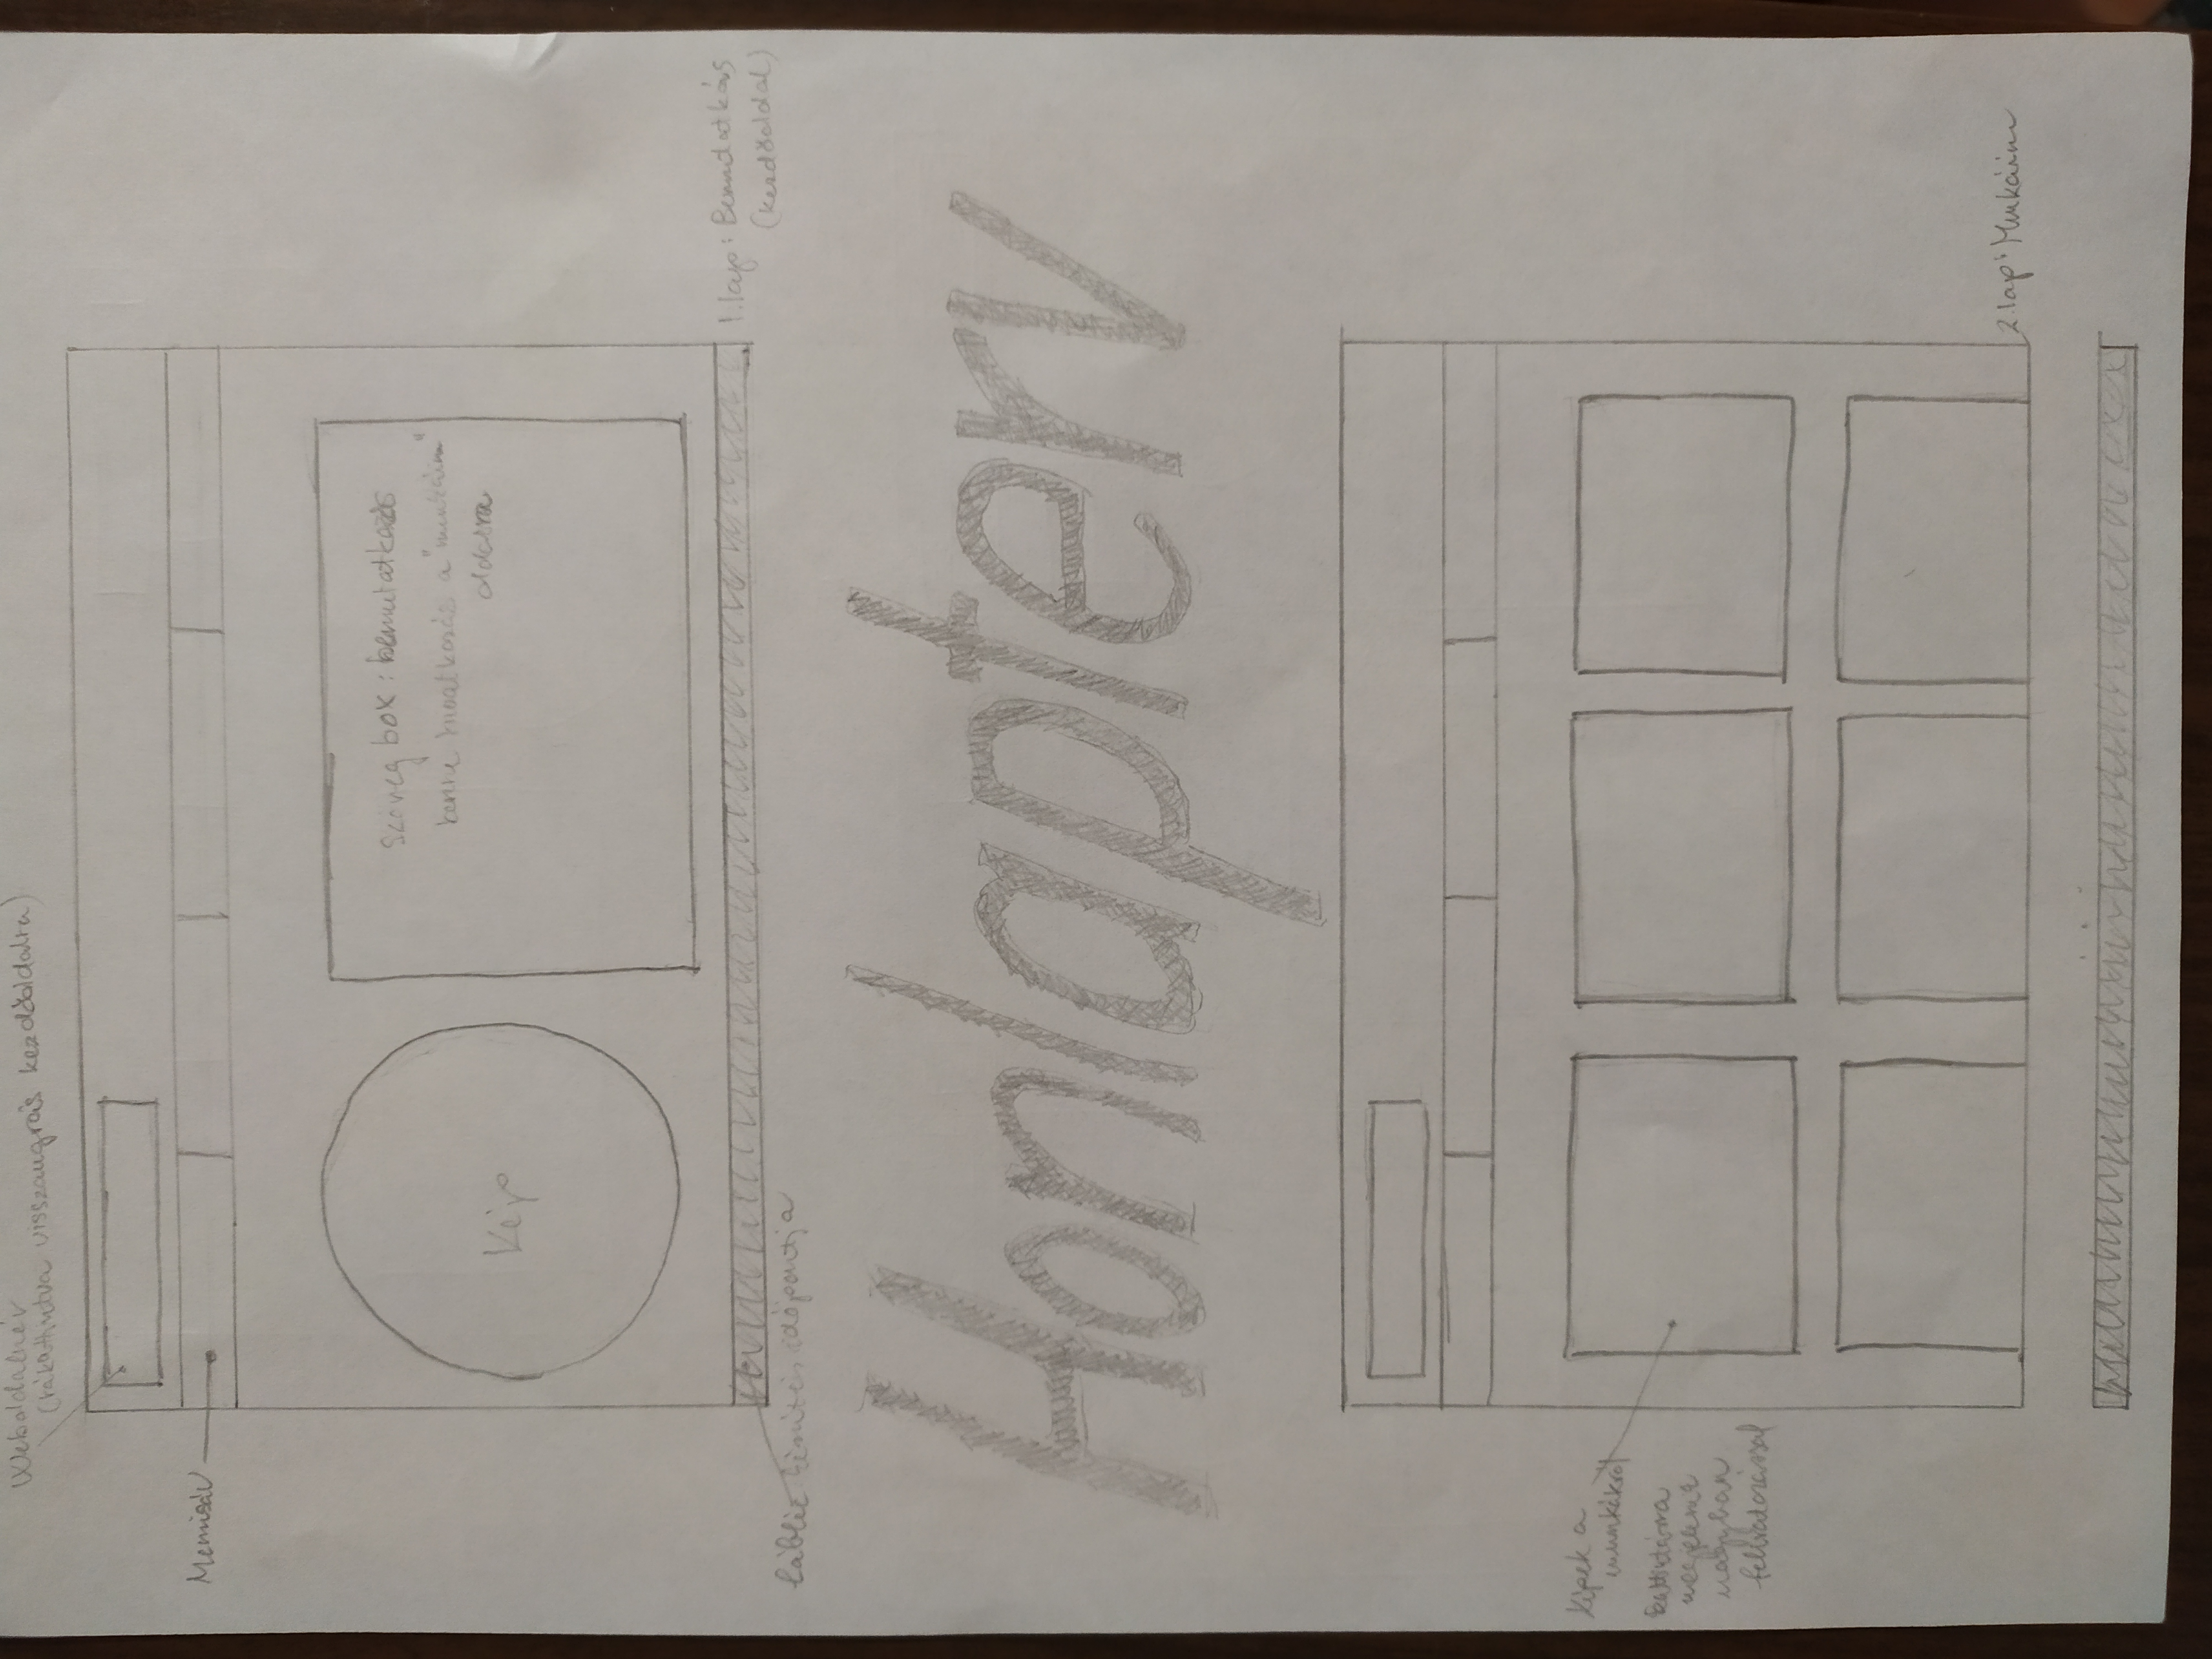 Weboldalnév
(rákattintva visszaugrás kezdőoldalra)
Menüsáv
Szöveg box: bemutatkozás
benne hivatkozás a "munkáim"
oldalra
Kép
1. lap: Bemutatkozás
(kezdőoldal)
lábléc készítés időpontja
Honlapterv
Képek a
munkákról
kattintásra
megjelenik
nagyban
feliratozással
2. lap: Munkáim